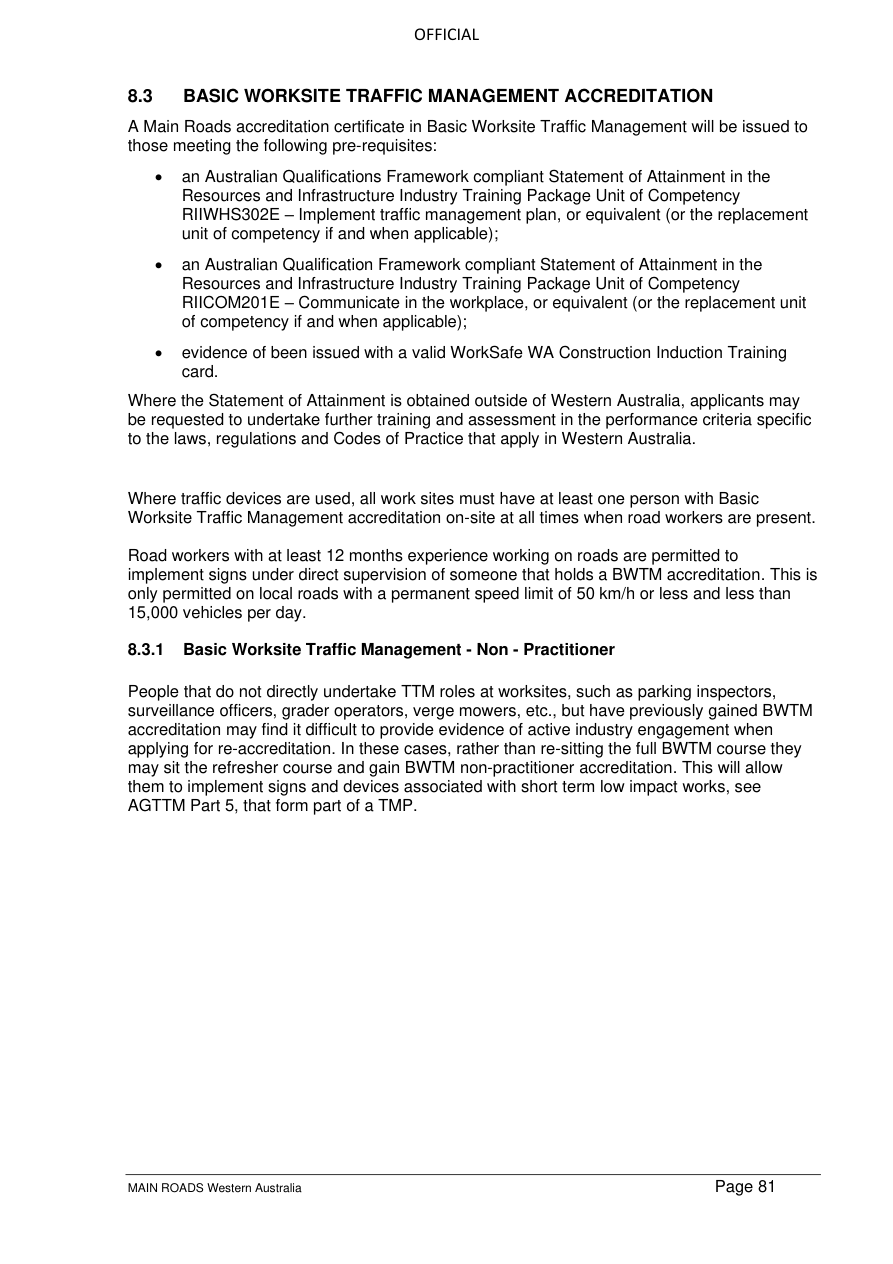 OFFICIAL
8.3 BASIC WORKSITE TRAFFIC MANAGEMENT ACCREDITATION
A Main Roads accreditation certificate in Basic Worksite Traffic Management will be issued to
those meeting the following pre-requisites:
• an Australian Qualifications Framework compliant Statement of Attainment in the
Resources and Infrastructure Industry Training Package Unit of Competency
RIIWHS302E – Implement traffic management plan, or equivalent (or the replacement
unit of competency if and when applicable);
• an Australian Qualification Framework compliant Statement of Attainment in the
Resources and Infrastructure Industry Training Package Unit of Competency
RIICOM201E – Communicate in the workplace, or equivalent (or the replacement unit
of competency if and when applicable);
• evidence of been issued with a valid WorkSafe WA Construction Induction Training
card.
Where the Statement of Attainment is obtained outside of Western Australia, applicants may
be requested to undertake further training and assessment in the performance criteria specific
to the laws, regulations and Codes of Practice that apply in Western Australia.
Where traffic devices are used, all work sites must have at least one person with Basic
Worksite Traffic Management accreditation on-site at all times when road workers are present.
Road workers with at least 12 months experience working on roads are permitted to
implement signs under direct supervision of someone that holds a BWTM accreditation. This is
only permitted on local roads with a permanent speed limit of 50 km/h or less and less than
15,000 vehicles per day.
8.3.1 Basic Worksite Traffic Management - Non - Practitioner
People that do not directly undertake TTM roles at worksites, such as parking inspectors,
surveillance officers, grader operators, verge mowers, etc., but have previously gained BWTM
accreditation may find it difficult to provide evidence of active industry engagement when
applying for re-accreditation. In these cases, rather than re-sitting the full BWTM course they
may sit the refresher course and gain BWTM non-practitioner accreditation. This will allow
them to implement signs and devices associated with short term low impact works, see
AGTTM Part 5, that form part of a TMP.
MAIN ROADS Western Australia Page 81